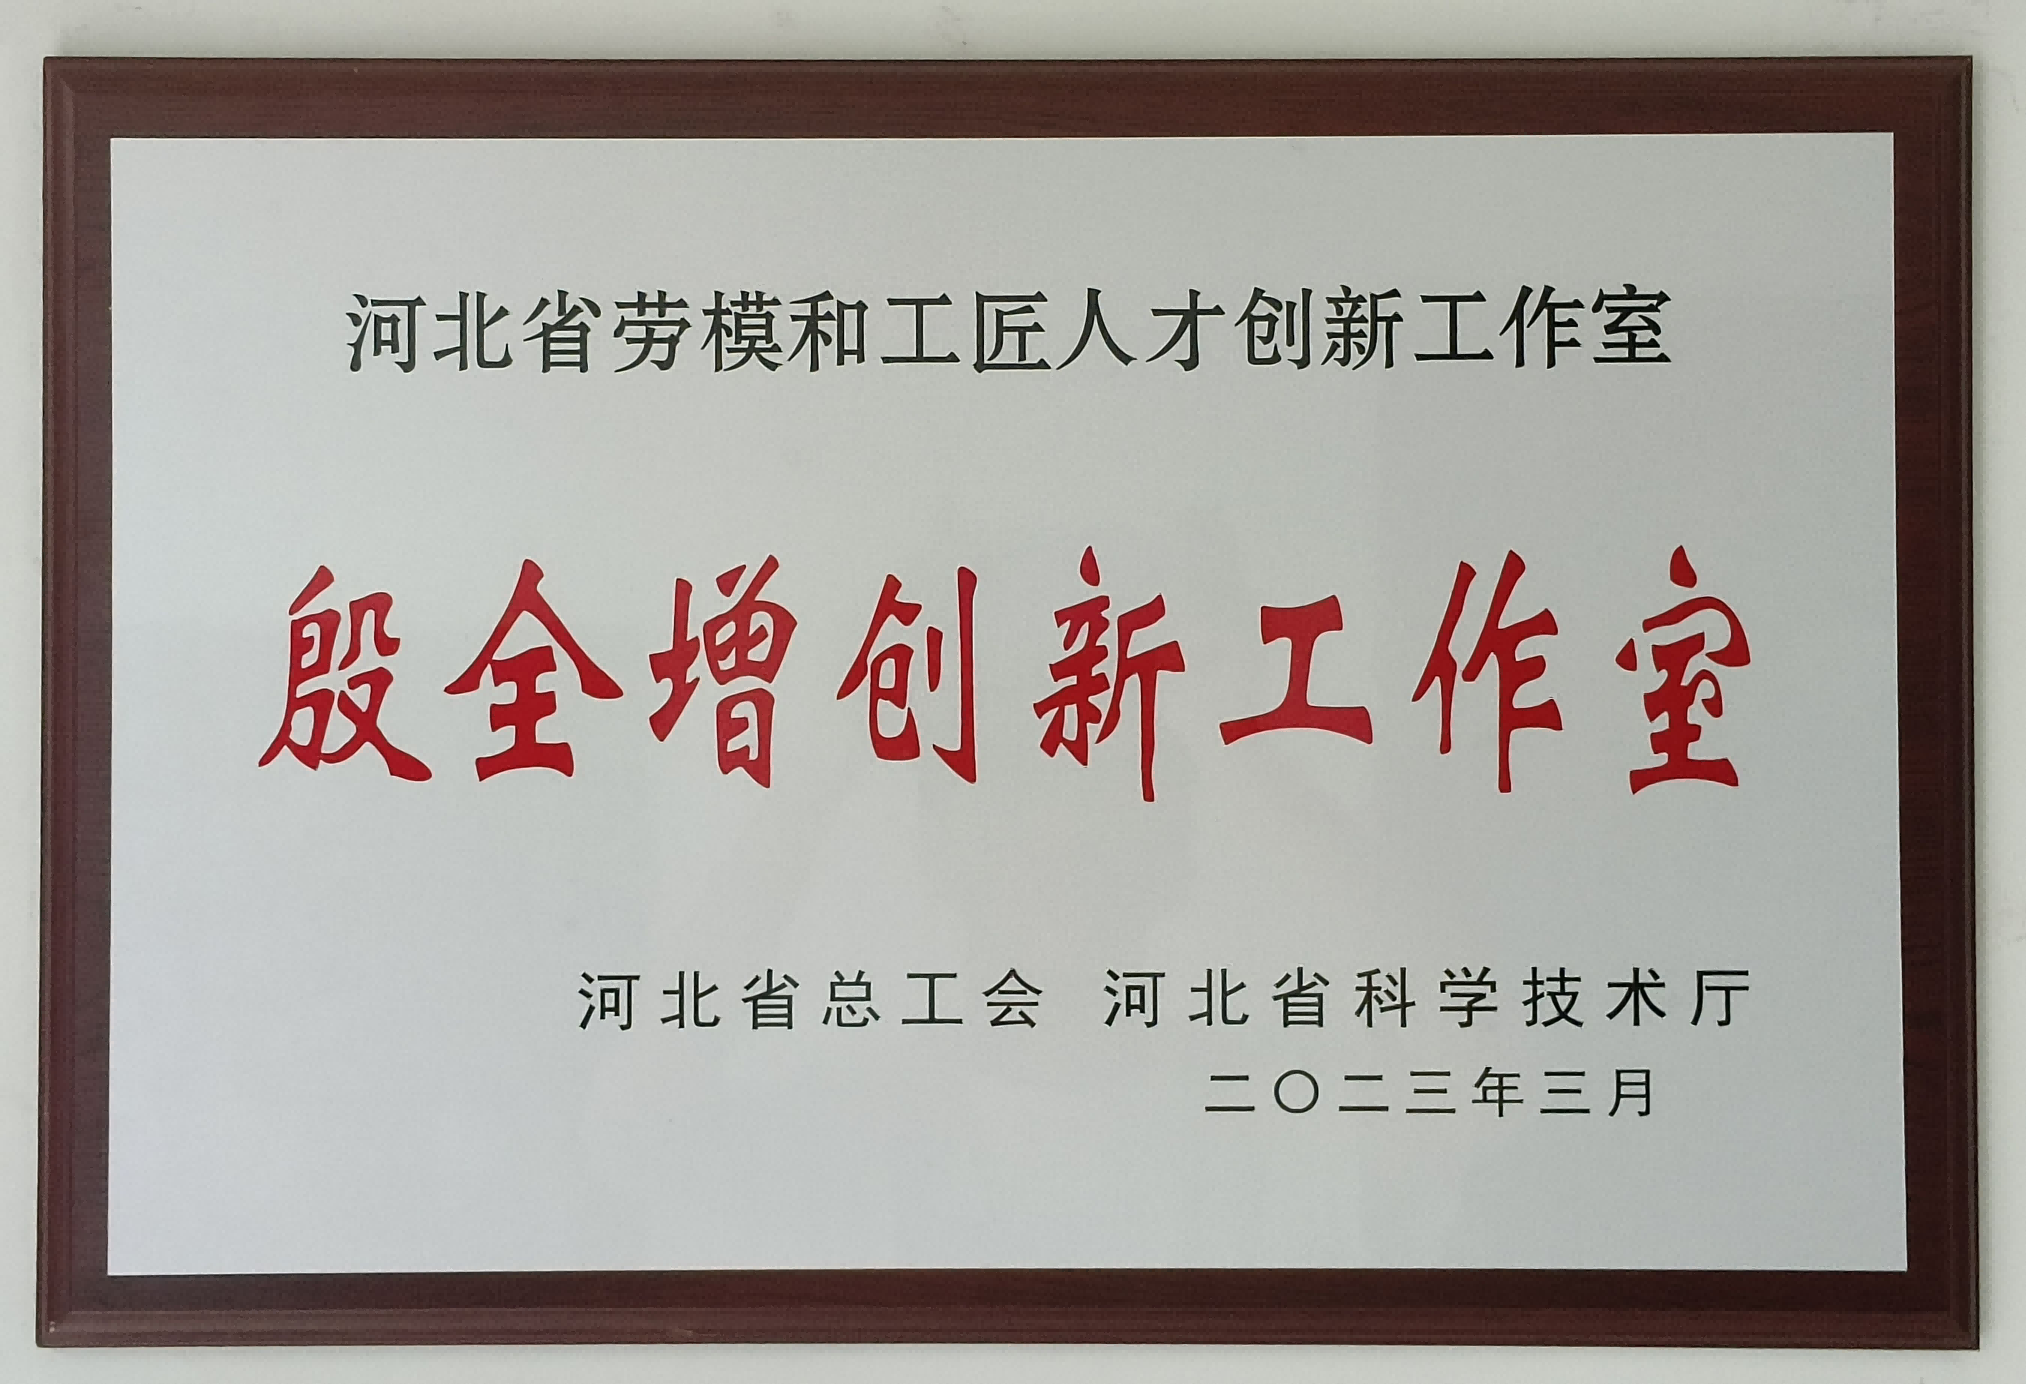 河北省劳模和工匠人才创新工作室
殷全增创新工作室
河北省总工会 河北省科学技术厅
二〇二三年三月